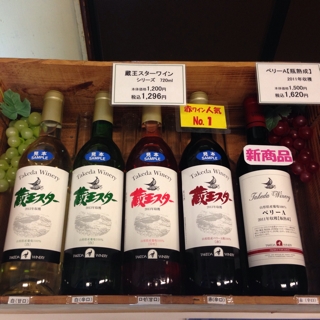 蔵王スターワイン
シリーズ 720ml
本体価格 1,200円
税込 1,296円
ベリーA【瓶熟成】
2011年収穫
本体価格 1,500円
税込 1,620円
赤ワイン人気
No.1
見本
SAMPLE
Takeda Winery
蔵王スター
見本
SAMPLE
Takeda Winery
蔵王スター
見本
SAMPLE
Takeda Winery
蔵王スター
見本
SAMPLE
Takeda Winery
蔵王スター
新商品
Takeda Winery
ベリーA